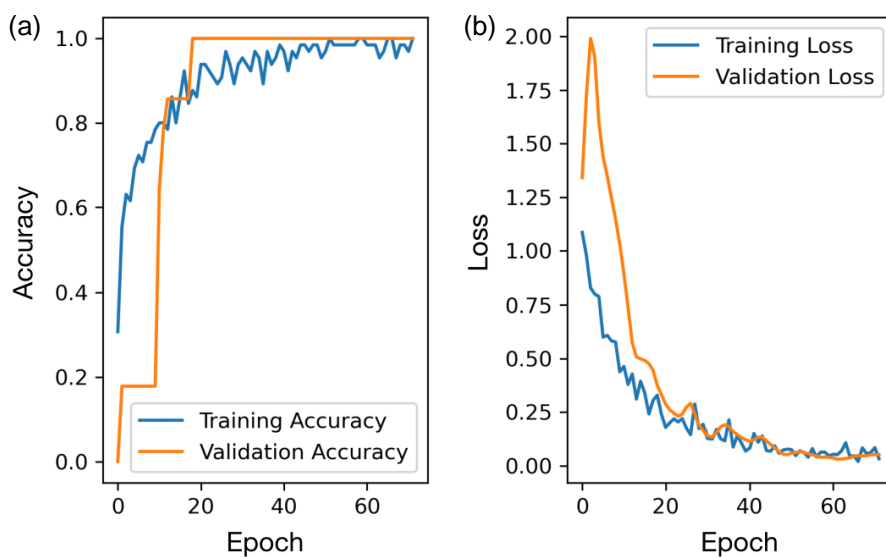 (a)
Accuracy
1.0
0.8
0.6
0.4
0.2
0.0
Training Accuracy
Validation Accuracy
0 20 40 60
Epoch
(b)
Loss
2.00
1.75
1.50
1.25
1.00
0.75
0.50
0.25
0.00
Training Loss
Validation Loss
0 20 40 60
Epoch